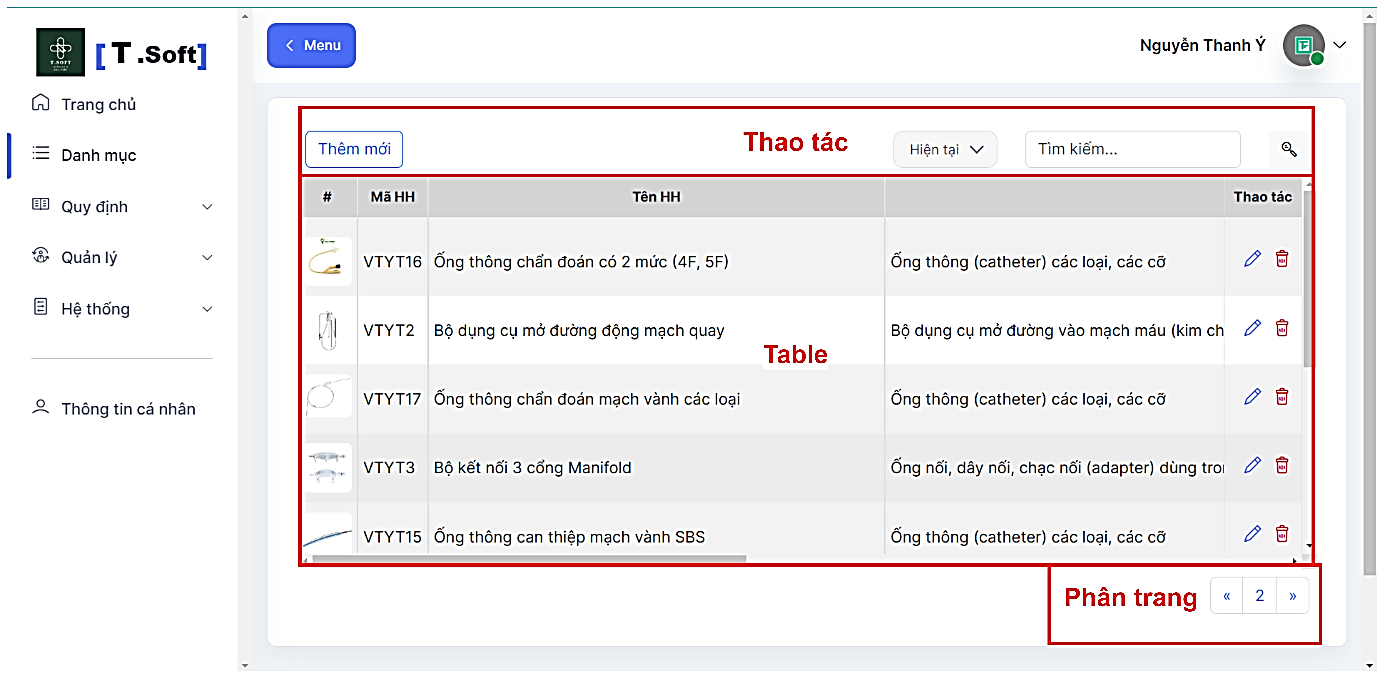 [ T .Soft]
Trang chủ
Danh mục
Quy định
Quản lý
Hệ thống
Thông tin cá nhân
Menu
Nguyễn Thanh Ý
Thêm mới
Thao tác
Hiện tại
Tìm kiếm...
# Mã HH Tên HH Thao tác
VTYT16 Ống thông chẩn đoán có 2 mức (4F, 5F) Ống thông (catheter) các loại, các cỡ
VTYT2 Bộ dụng cụ mở đường động mạch quay Bộ dụng cụ mở đường vào mạch máu (kim ch
Table
VTYT17 Ống thông chẩn đoán mạch vành các loại Ống thông (catheter) các loại, các cỡ
VTYT3 Bộ kết nối 3 cổng Manifold Ống nối, dây nối, chạc nối (adapter) dùng tro
VTYT15 Ống thông can thiệp mạch vành SBS Ống thông (catheter) các loại, các cỡ
Phân trang
« 2 »